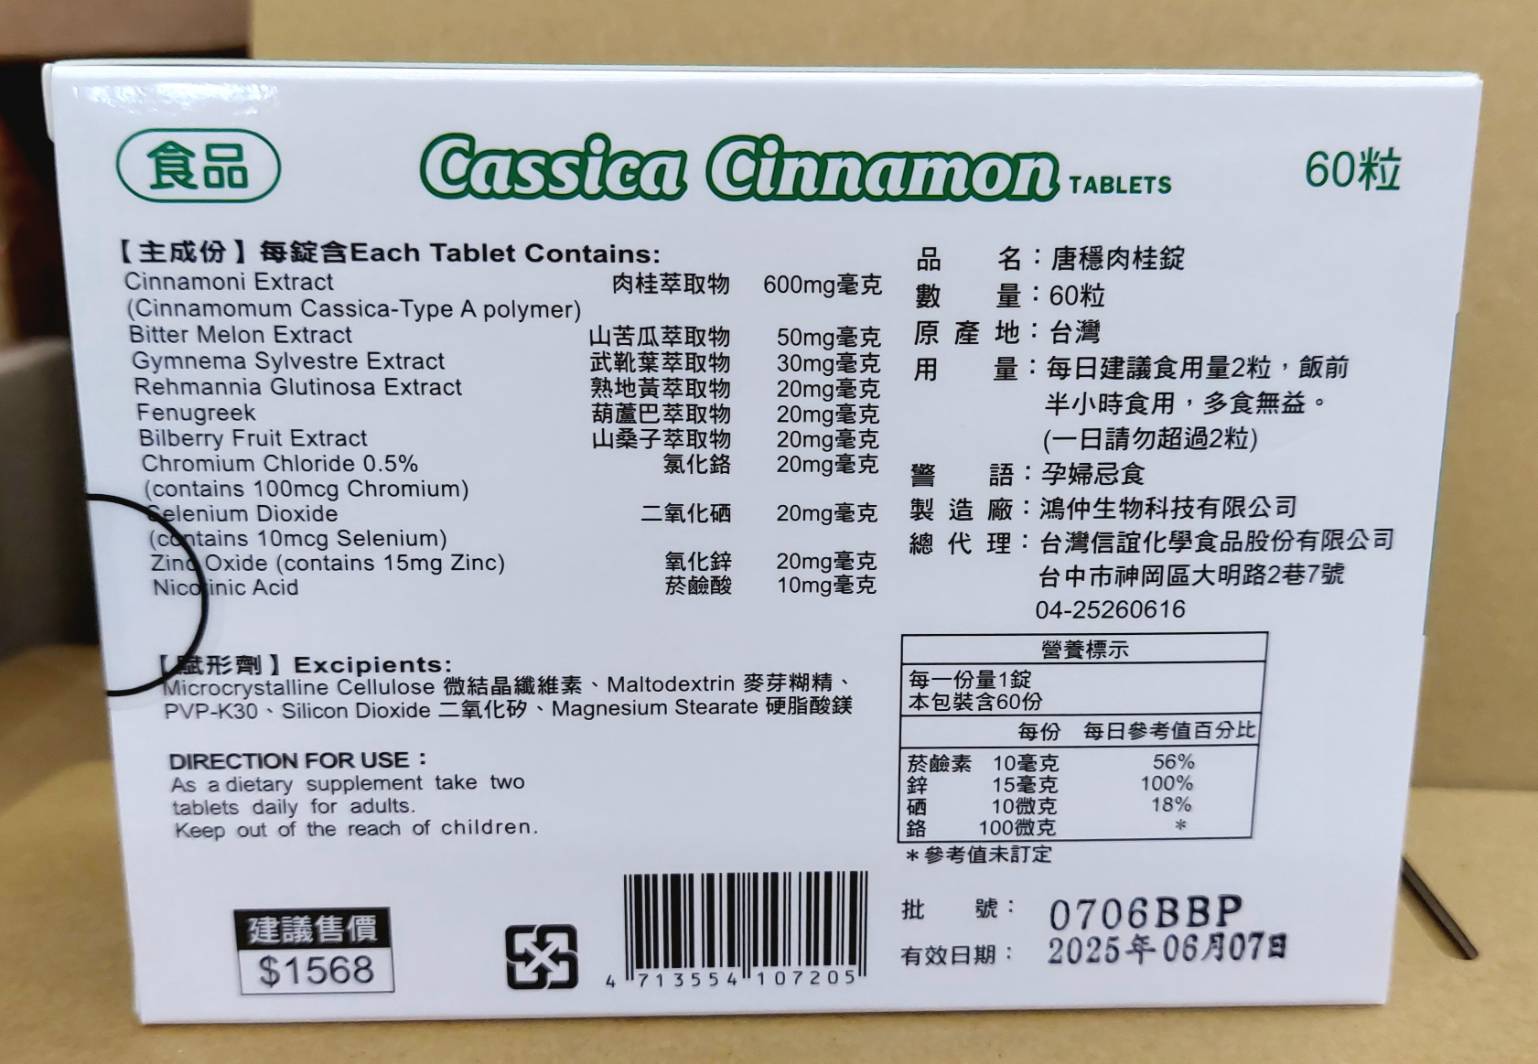 食品
Cassica Cinnamon TABLETS
60粒
【主成份】每錠含Each Tablet Contains:
Cinnamoni Extract 肉桂萃取物 600mg毫克
(Cinnamomum Cassica-Type A polymer)
Bitter Melon Extract 山苦瓜萃取物 50mg毫克
Gymnema Sylvestre Extract 武靴葉萃取物 30mg毫克
Rehmannia Glutinosa Extract 熟地黃萃取物 20mg毫克
Fenugreek 葫蘆巴萃取物 20mg毫克
Bilberry Fruit Extract 山桑子萃取物 20mg毫克
Chromium Chloride 0.5% 氯化鉻 20mg毫克
(contains 100mcg Chromium)
Selenium Dioxide 二氧化硒 20mg毫克
(contains 10mcg Selenium)
Zinc Oxide (contains 15mg Zinc) 氧化鋅 20mg毫克
Nicotinic Acid 菸鹼酸 10mg毫克
【賦形劑】Excipients:
Microcrystalline Cellulose 微結晶纖維素、Maltodextrin 麥芽糊精、
PVP-K30、Silicon Dioxide 二氧化矽、Magnesium Stearate 硬脂酸鎂
DIRECTION FOR USE：
As a dietary supplement take two
tablets daily for adults.
Keep out of the reach of children.
建議售價
$1568
4 713554 107205
品名：唐穩肉桂錠
數量：60粒
原產地：台灣
用量：每日建議食用量2粒，飯前
半小時食用，多食無益。
(一日請勿超過2粒)
警語：孕婦忌食
製造廠：鴻仲生物科技有限公司
總代理：台灣信誼化學食品股份有限公司
台中市神岡區大明路2巷7號
04-25260616
營養標示
每一份量1錠
本包裝含60份
每份 每日參考值百分比
菸鹼素 10毫克 56%
鋅 15毫克 100%
硒 10微克 18%
鉻 100微克 *
*參考值未訂定
批號：0706BBP
有效日期：2025年06月07日